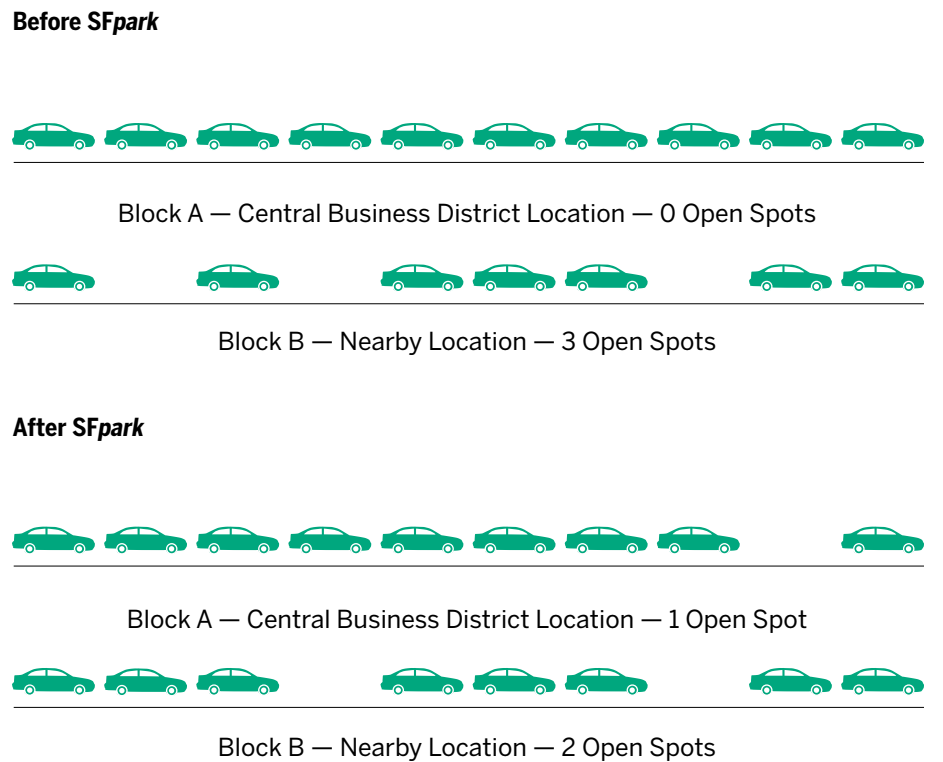 Before SFpark
Block A — Central Business District Location — 0 Open Spots
Block B — Nearby Location — 3 Open Spots
After SFpark
Block A — Central Business District Location — 1 Open Spot
Block B — Nearby Location — 2 Open Spots